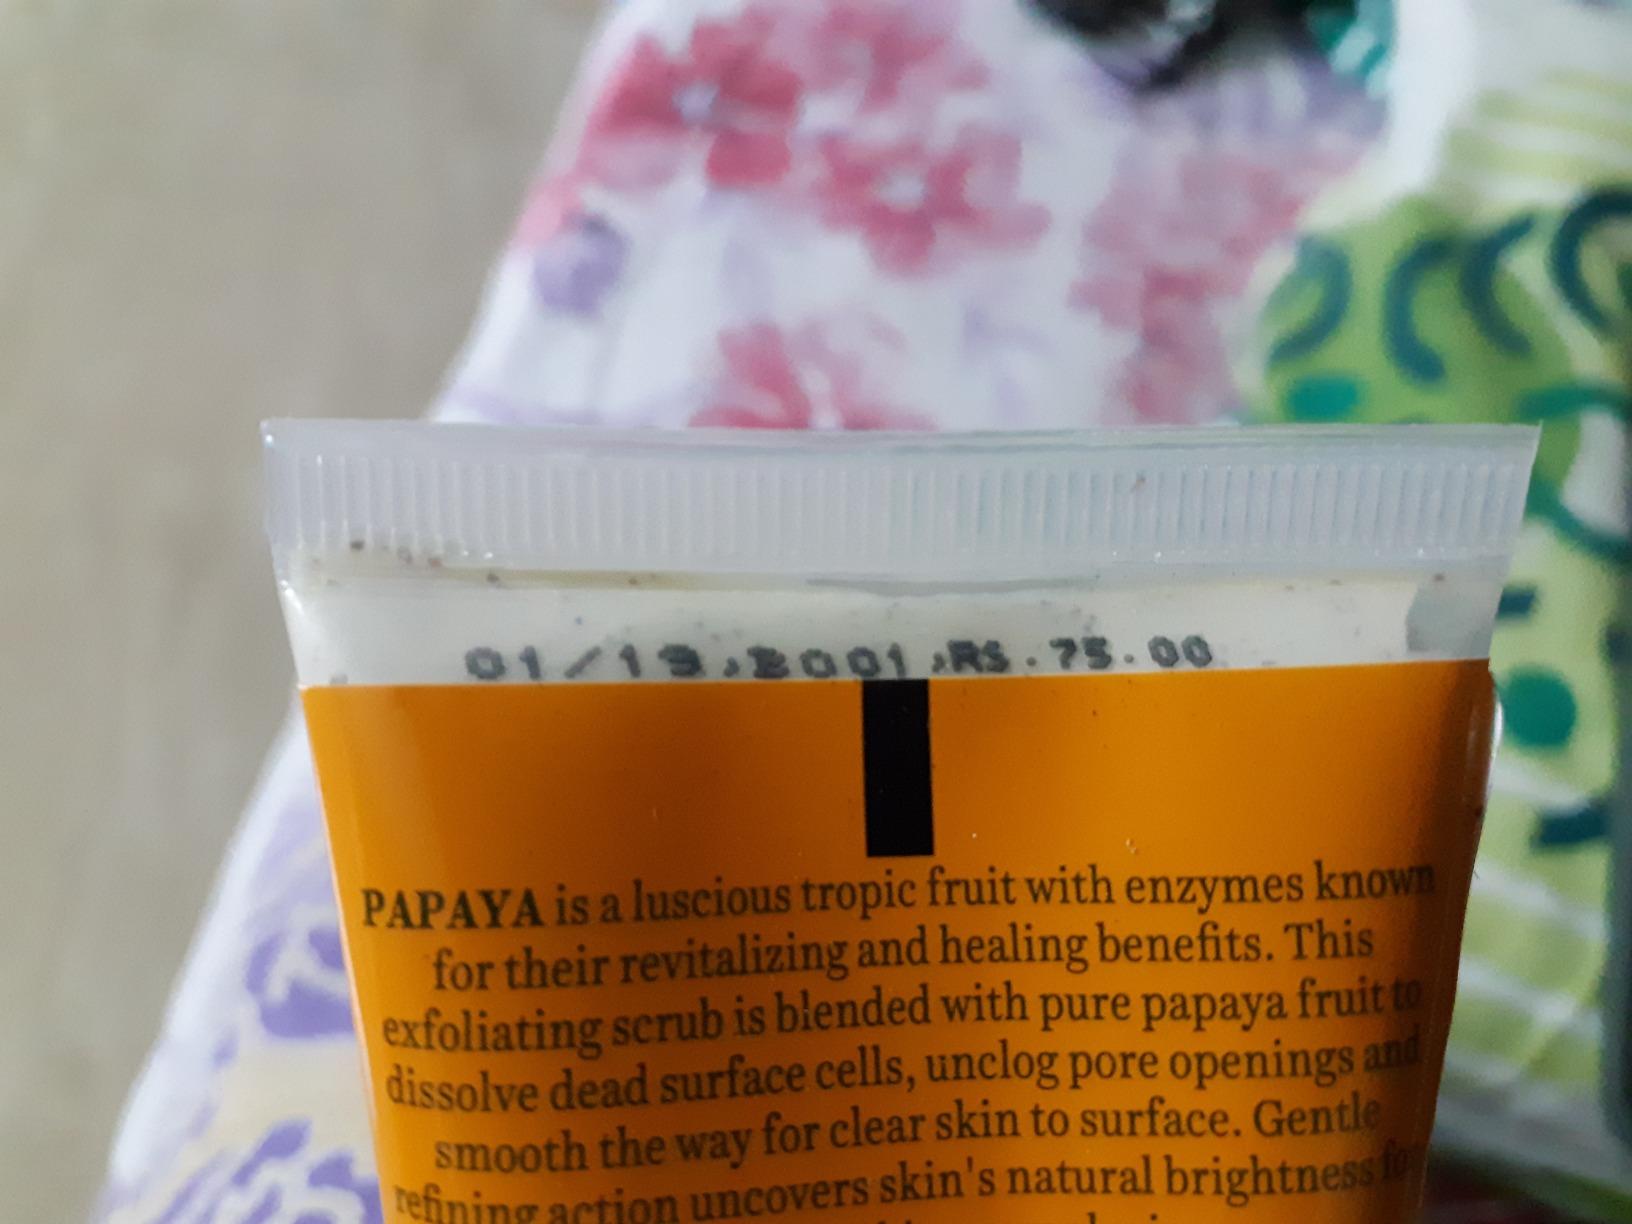 01/19,B001,RS.75.00
PAPAYA is a luscious tropic fruit with enzymes known
for their revitalizing and healing benefits. This
exfoliating scrub is blended with pure papaya fruit to
dissolve dead surface cells, unclog pore openings and
smooth the way for clear skin to surface. Gentle
refining action uncovers skin's natural brightness for